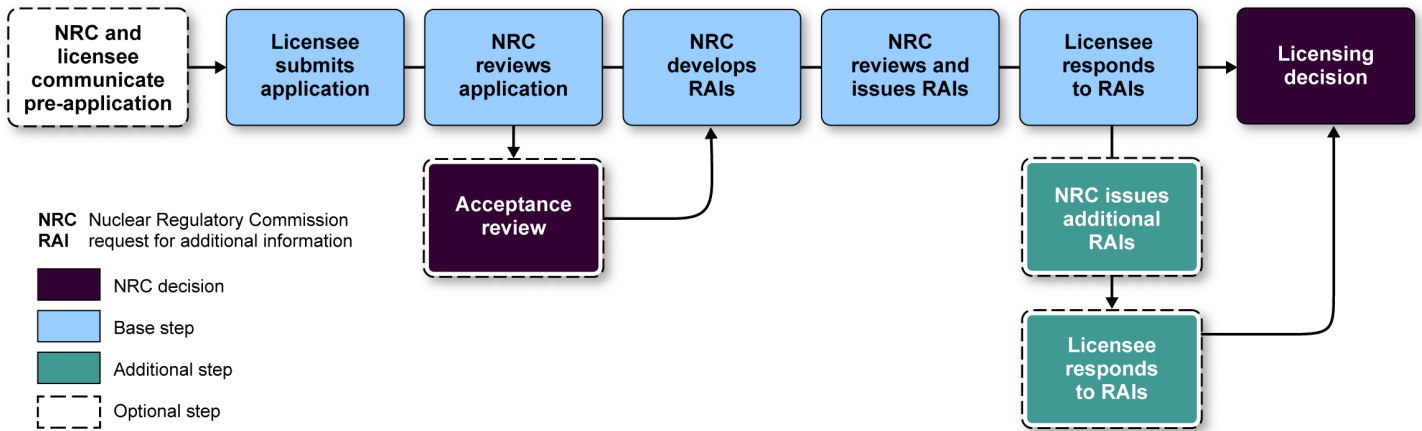 NRC and
licensee
communicate
pre-application
Licensee
submits
application
NRC
reviews
application
NRC
develops
RAIs
NRC
reviews and
issues RAIs
Licensee
responds
to RAIs
Licensing
decision
Acceptance
review
NRC issues
additional
RAIs
Licensee
responds
to RAIs
NRC Nuclear Regulatory Commission
RAI request for additional information
NRC decision
Base step
Additional step
Optional step